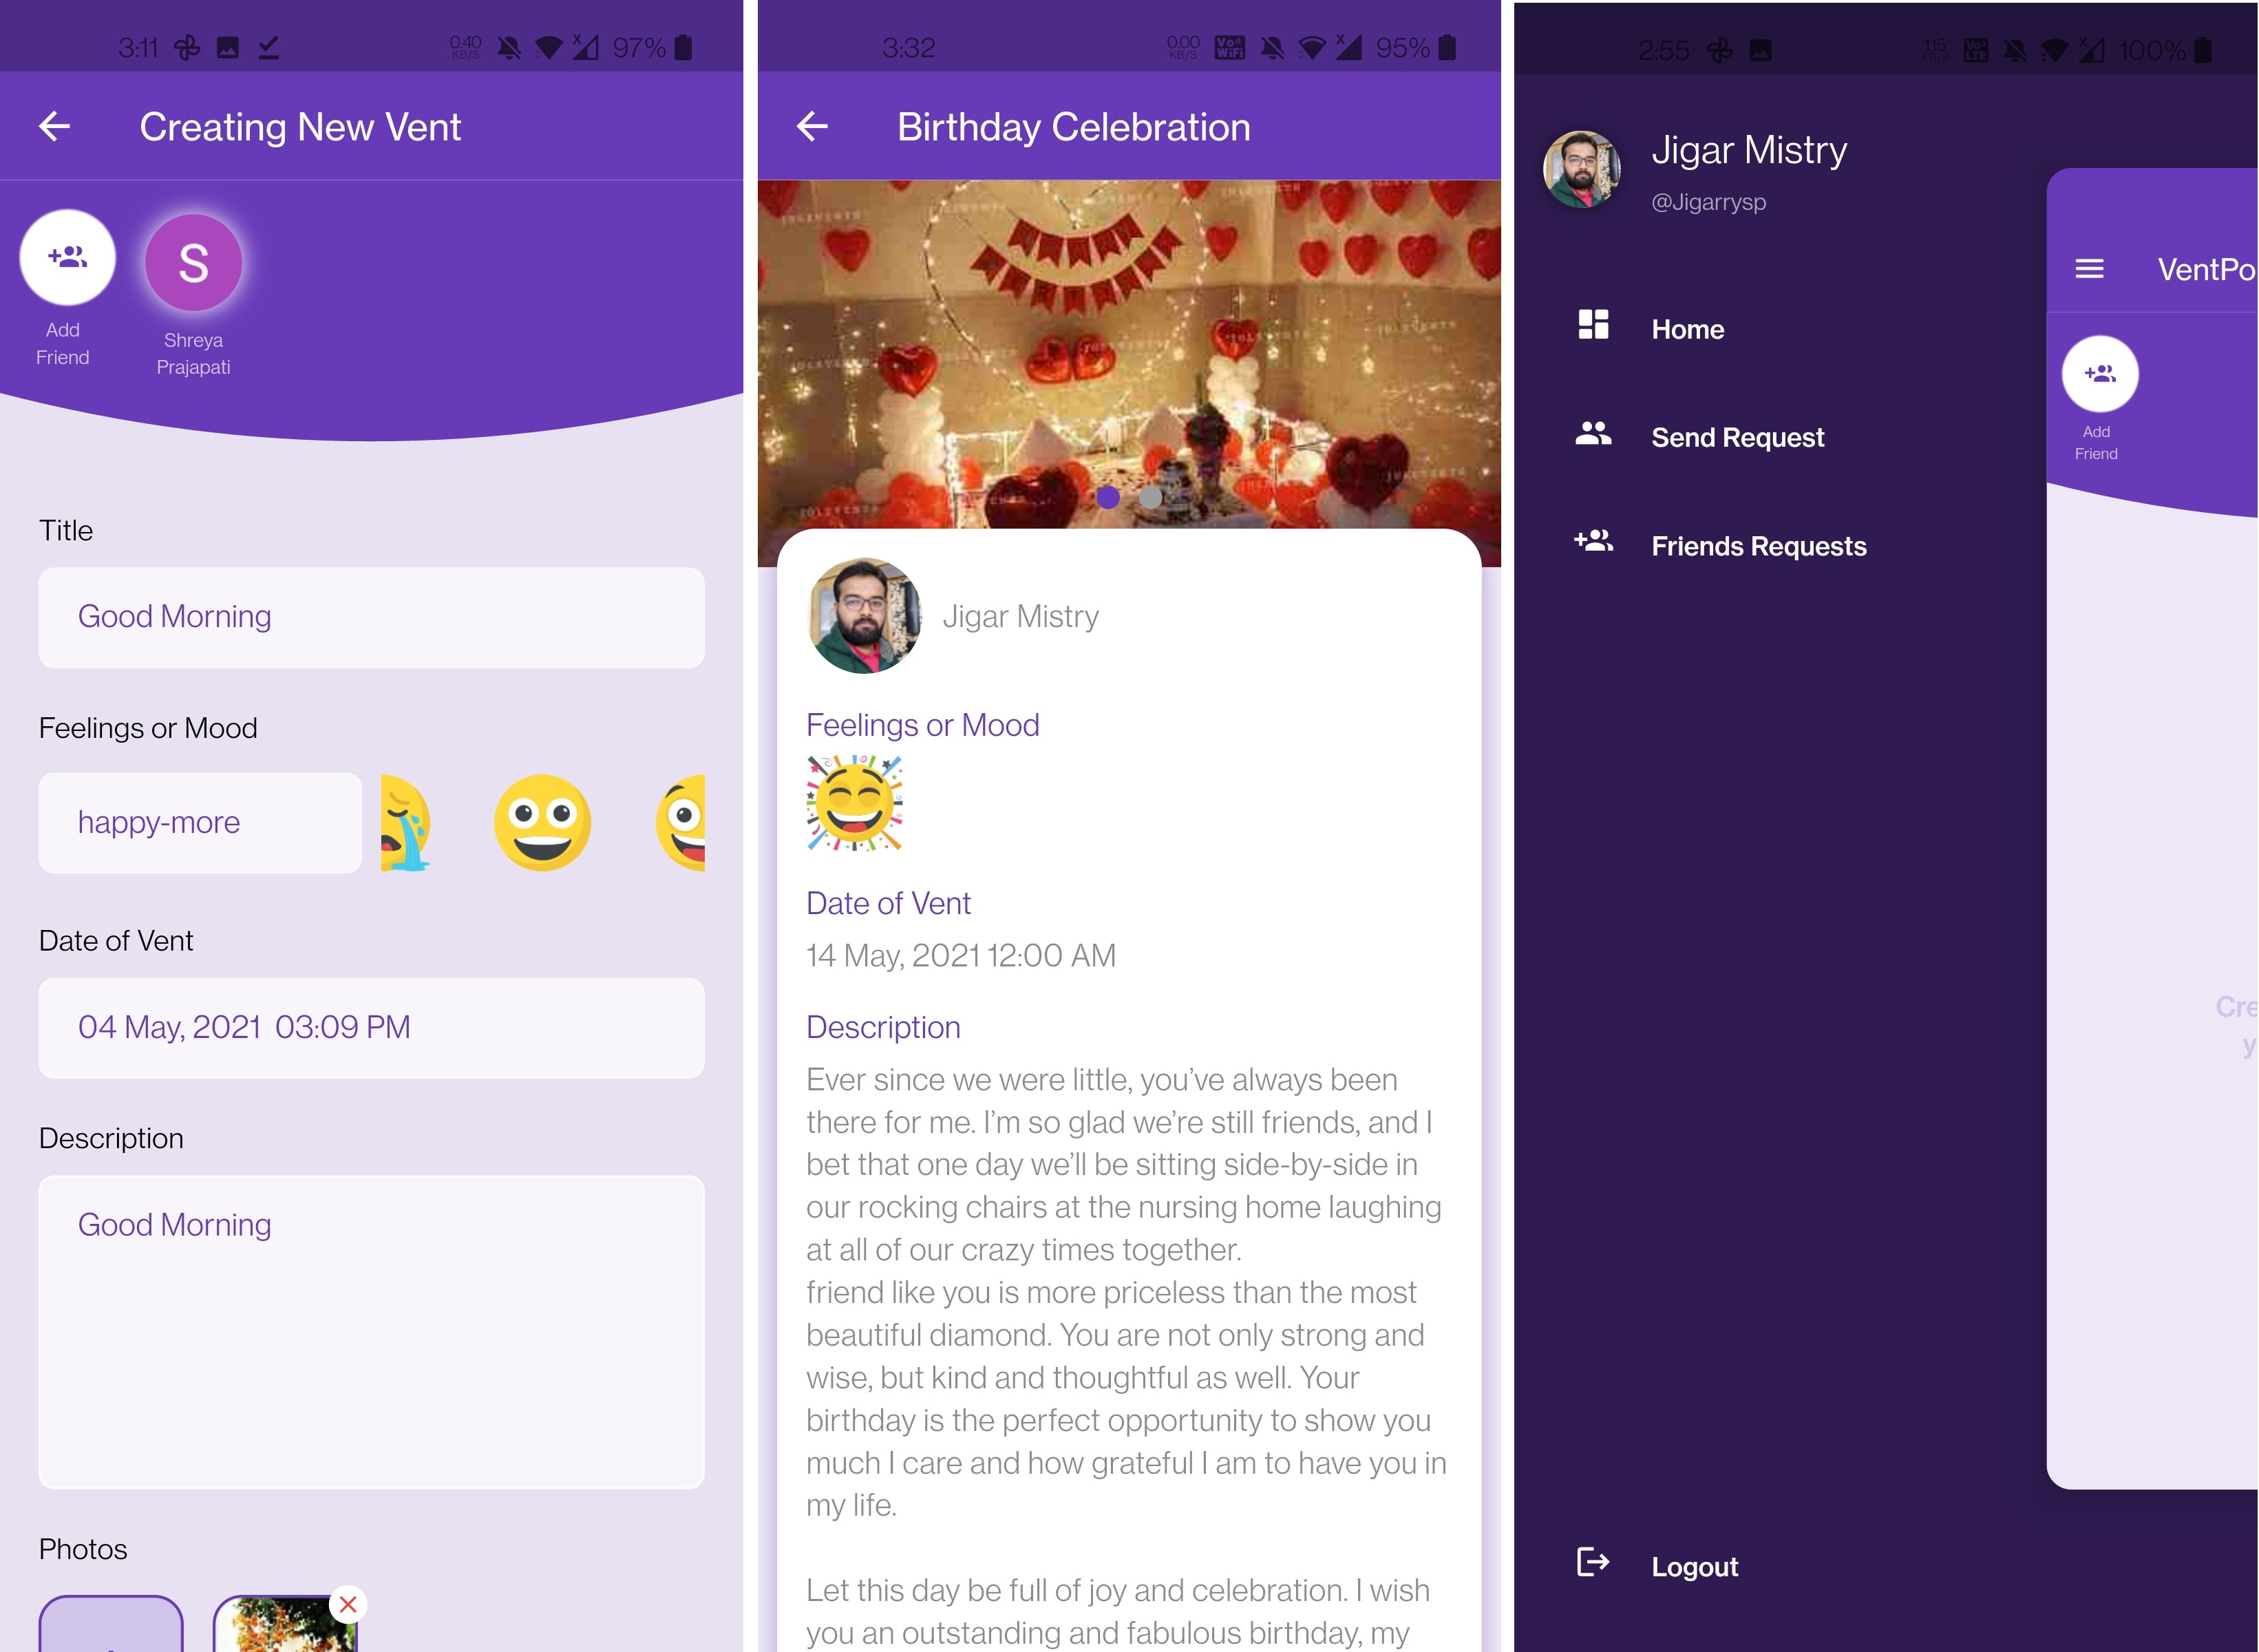 3:11
0.40
KB/S
97%
Creating New Vent
S
Add
Friend
Shreya
Prajapati
Title
Good Morning
Feelings or Mood
happy-more
Date of Vent
04 May, 2021 03:09 PM
Description
Good Morning
Photos
3:32
0.00
KB/S
Vo
WiFi
95%
Birthday Celebration
Jigar Mistry
Feelings or Mood
Date of Vent
14 May, 2021 12:00 AM
Description
Ever since we were little, you’ve always been
there for me. I’m so glad we’re still friends, and I
bet that one day we’ll be sitting side-by-side in
our rocking chairs at the nursing home laughing
at all of our crazy times together.
friend like you is more priceless than the most
beautiful diamond. You are not only strong and
wise, but kind and thoughtful as well. Your
birthday is the perfect opportunity to show you
much I care and how grateful I am to have you in
my life.
Let this day be full of joy and celebration. I wish
you an outstanding and fabulous birthday, my
2:55
1.15
KB/S
Vo
LTE
100%
Jigar Mistry
@Jigarrysp
Home
Send Request
Friends Requests
Logout
VentPo
Add
Friend
Cre
y